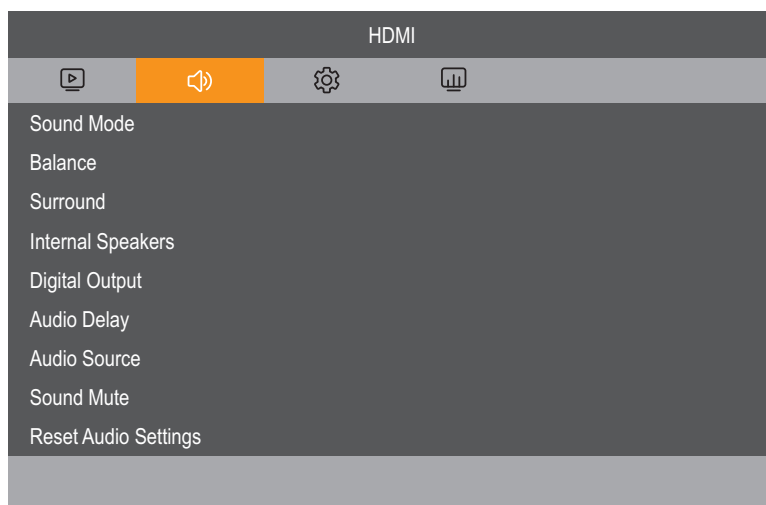 HDMI
Sound Mode
Balance
Surround
Internal Speakers
Digital Output
Audio Delay
Audio Source
Sound Mute
Reset Audio Settings